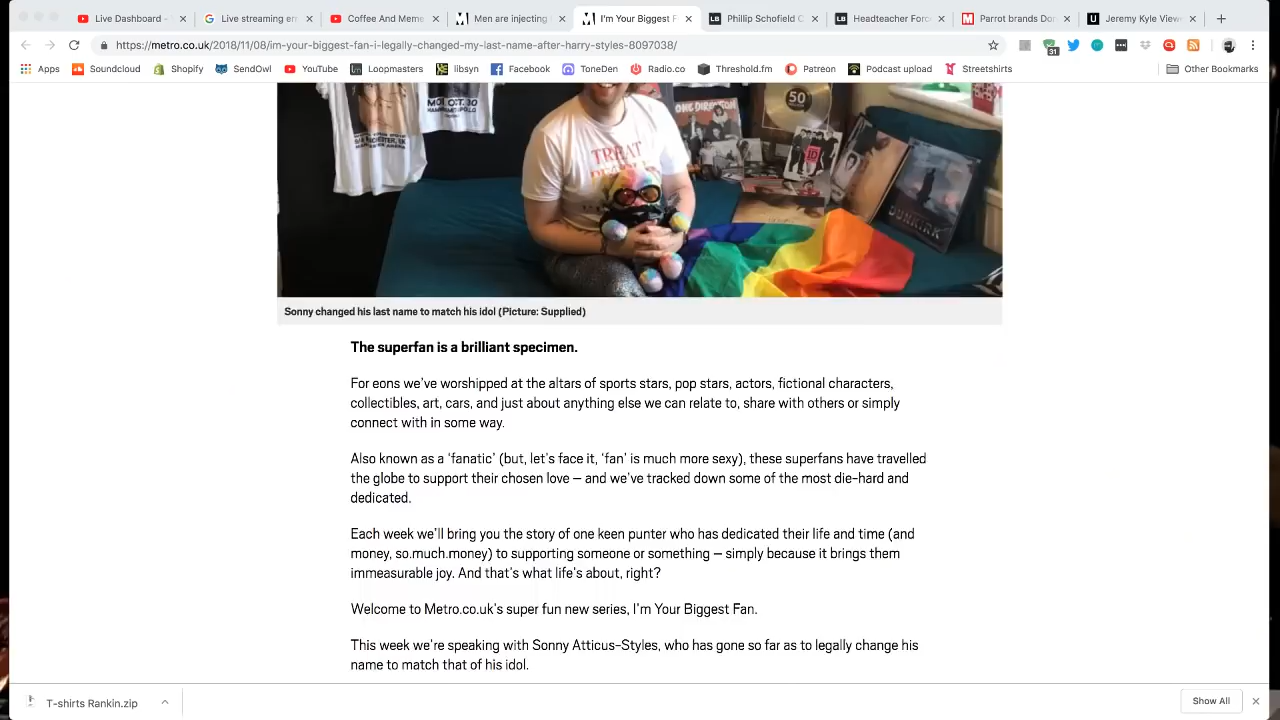 Live Dashboard -
Live streaming en
Coffee And Meme
Men are injecting
I'm Your Biggest F
Phillip Schofield C
Headteacher Forc
Parrot brands Don
Jeremy Kyle View
https://metro.co.uk/2018/11/08/im-your-biggest-fan-i-legally-changed-my-last-name-after-harry-styles-8097038/
31
Apps
Soundcloud
Shopify
SendOwl
YouTube
Loopmasters
libsyn
Facebook
ToneDen
Radio.co
Threshold.fm
Patreon
Podcast upload
Streetshirts
Other Bookmarks
MON OCT. 30
TREAT
ONE DIRECTION
50
1D
DUNKIRK
Sonny changed his last name to match his idol (Picture: Supplied)
The superfan is a brilliant specimen.
For eons we've worshipped at the altars of sports stars, pop stars, actors, fictional characters,
collectibles, art, cars, and just about anything else we can relate to, share with others or simply
connect with in some way.
Also known as a 'fanatic' (but, let's face it, 'fan' is much more sexy), these superfans have travelled
the globe to support their chosen love – and we've tracked down some of the most die-hard and
dedicated.
Each week we'll bring you the story of one keen punter who has dedicated their life and time (and
money, so.much.money) to supporting someone or something – simply because it brings them
immeasurable joy. And that's what life's about, right?
Welcome to Metro.co.uk's super fun new series, I'm Your Biggest Fan.
This week we're speaking with Sonny Atticus-Styles, who has gone so far as to legally change his
name to match that of his idol.
T-shirts Rankin.zip
Show All